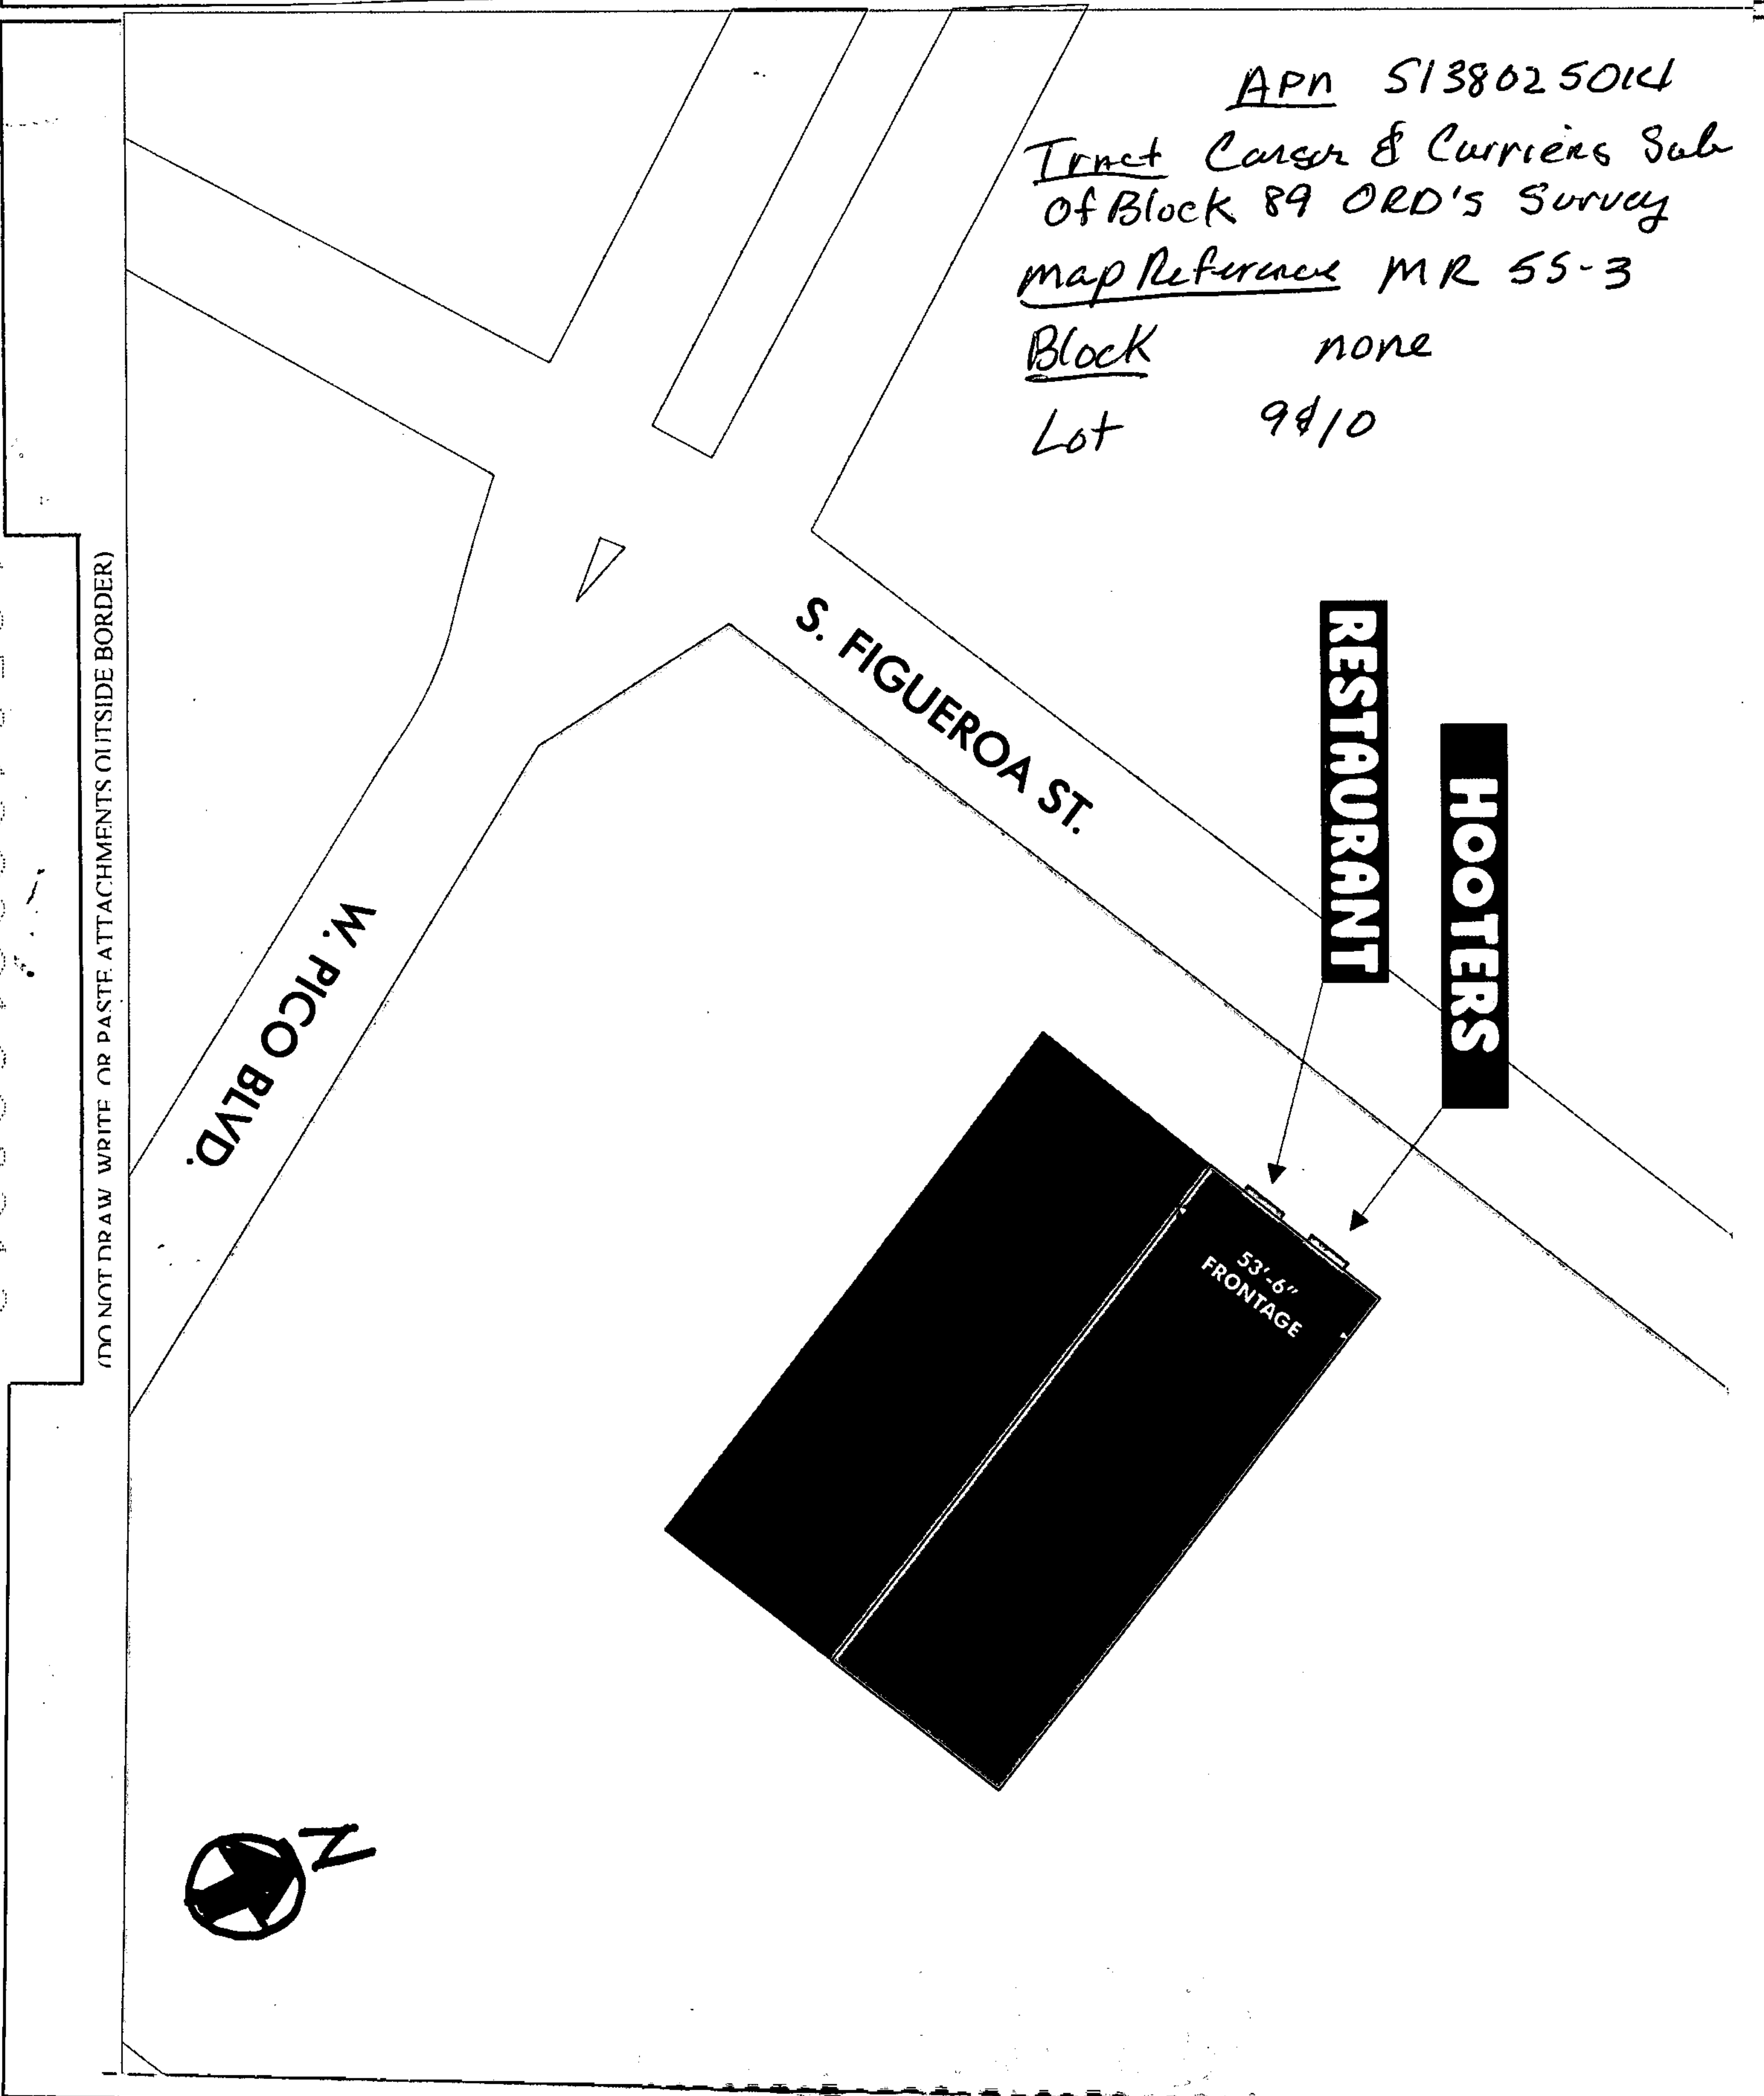 APN 5138025014
Tract Carson & Curriers Sub
Of Block 89 ORD'S Survey
map Reference MR 55-3
Block none
Lot 9 & 10
S. FIGUEROA ST.
RESTAURANT
HOOTERS
W. PICO BLVD.
53'-6"
FRONTAGE
(DO NOT DRAW WRITE OR PASTE ATTACHMENTS OUTSIDE BORDER)
N